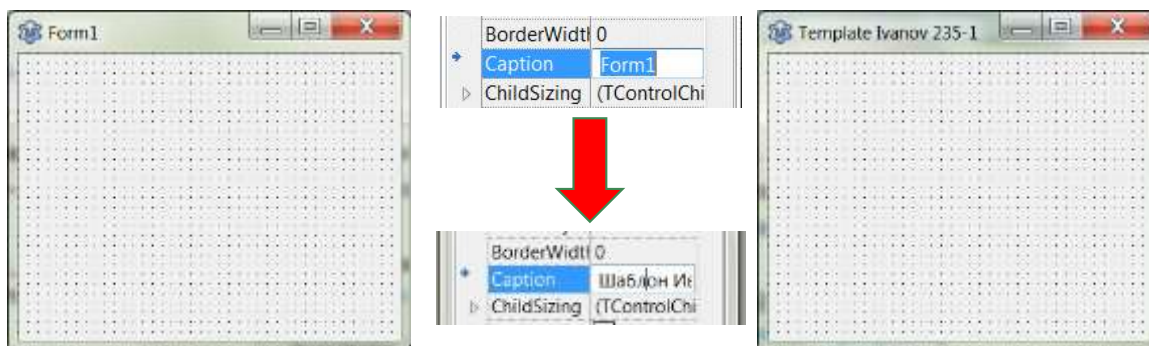 Form1
BorderWidtl 0
Caption Form1
ChildSizing (TControlChi
BorderWidtl 0
Caption Шаблон Ив
ChildSizing (TControlChi
Template Ivanov 235-1